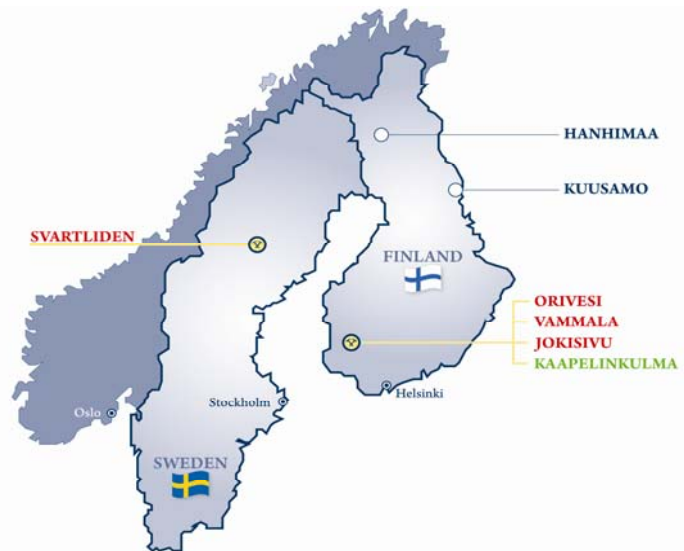 HANHIMAA
KUUSAMO
SVARTLIDEN
FINLAND
ORIVESI
VAMMALA
JOKISIVU
KAAPELINKULMA
Helsinki
Stockholm
Oslo
SWEDEN